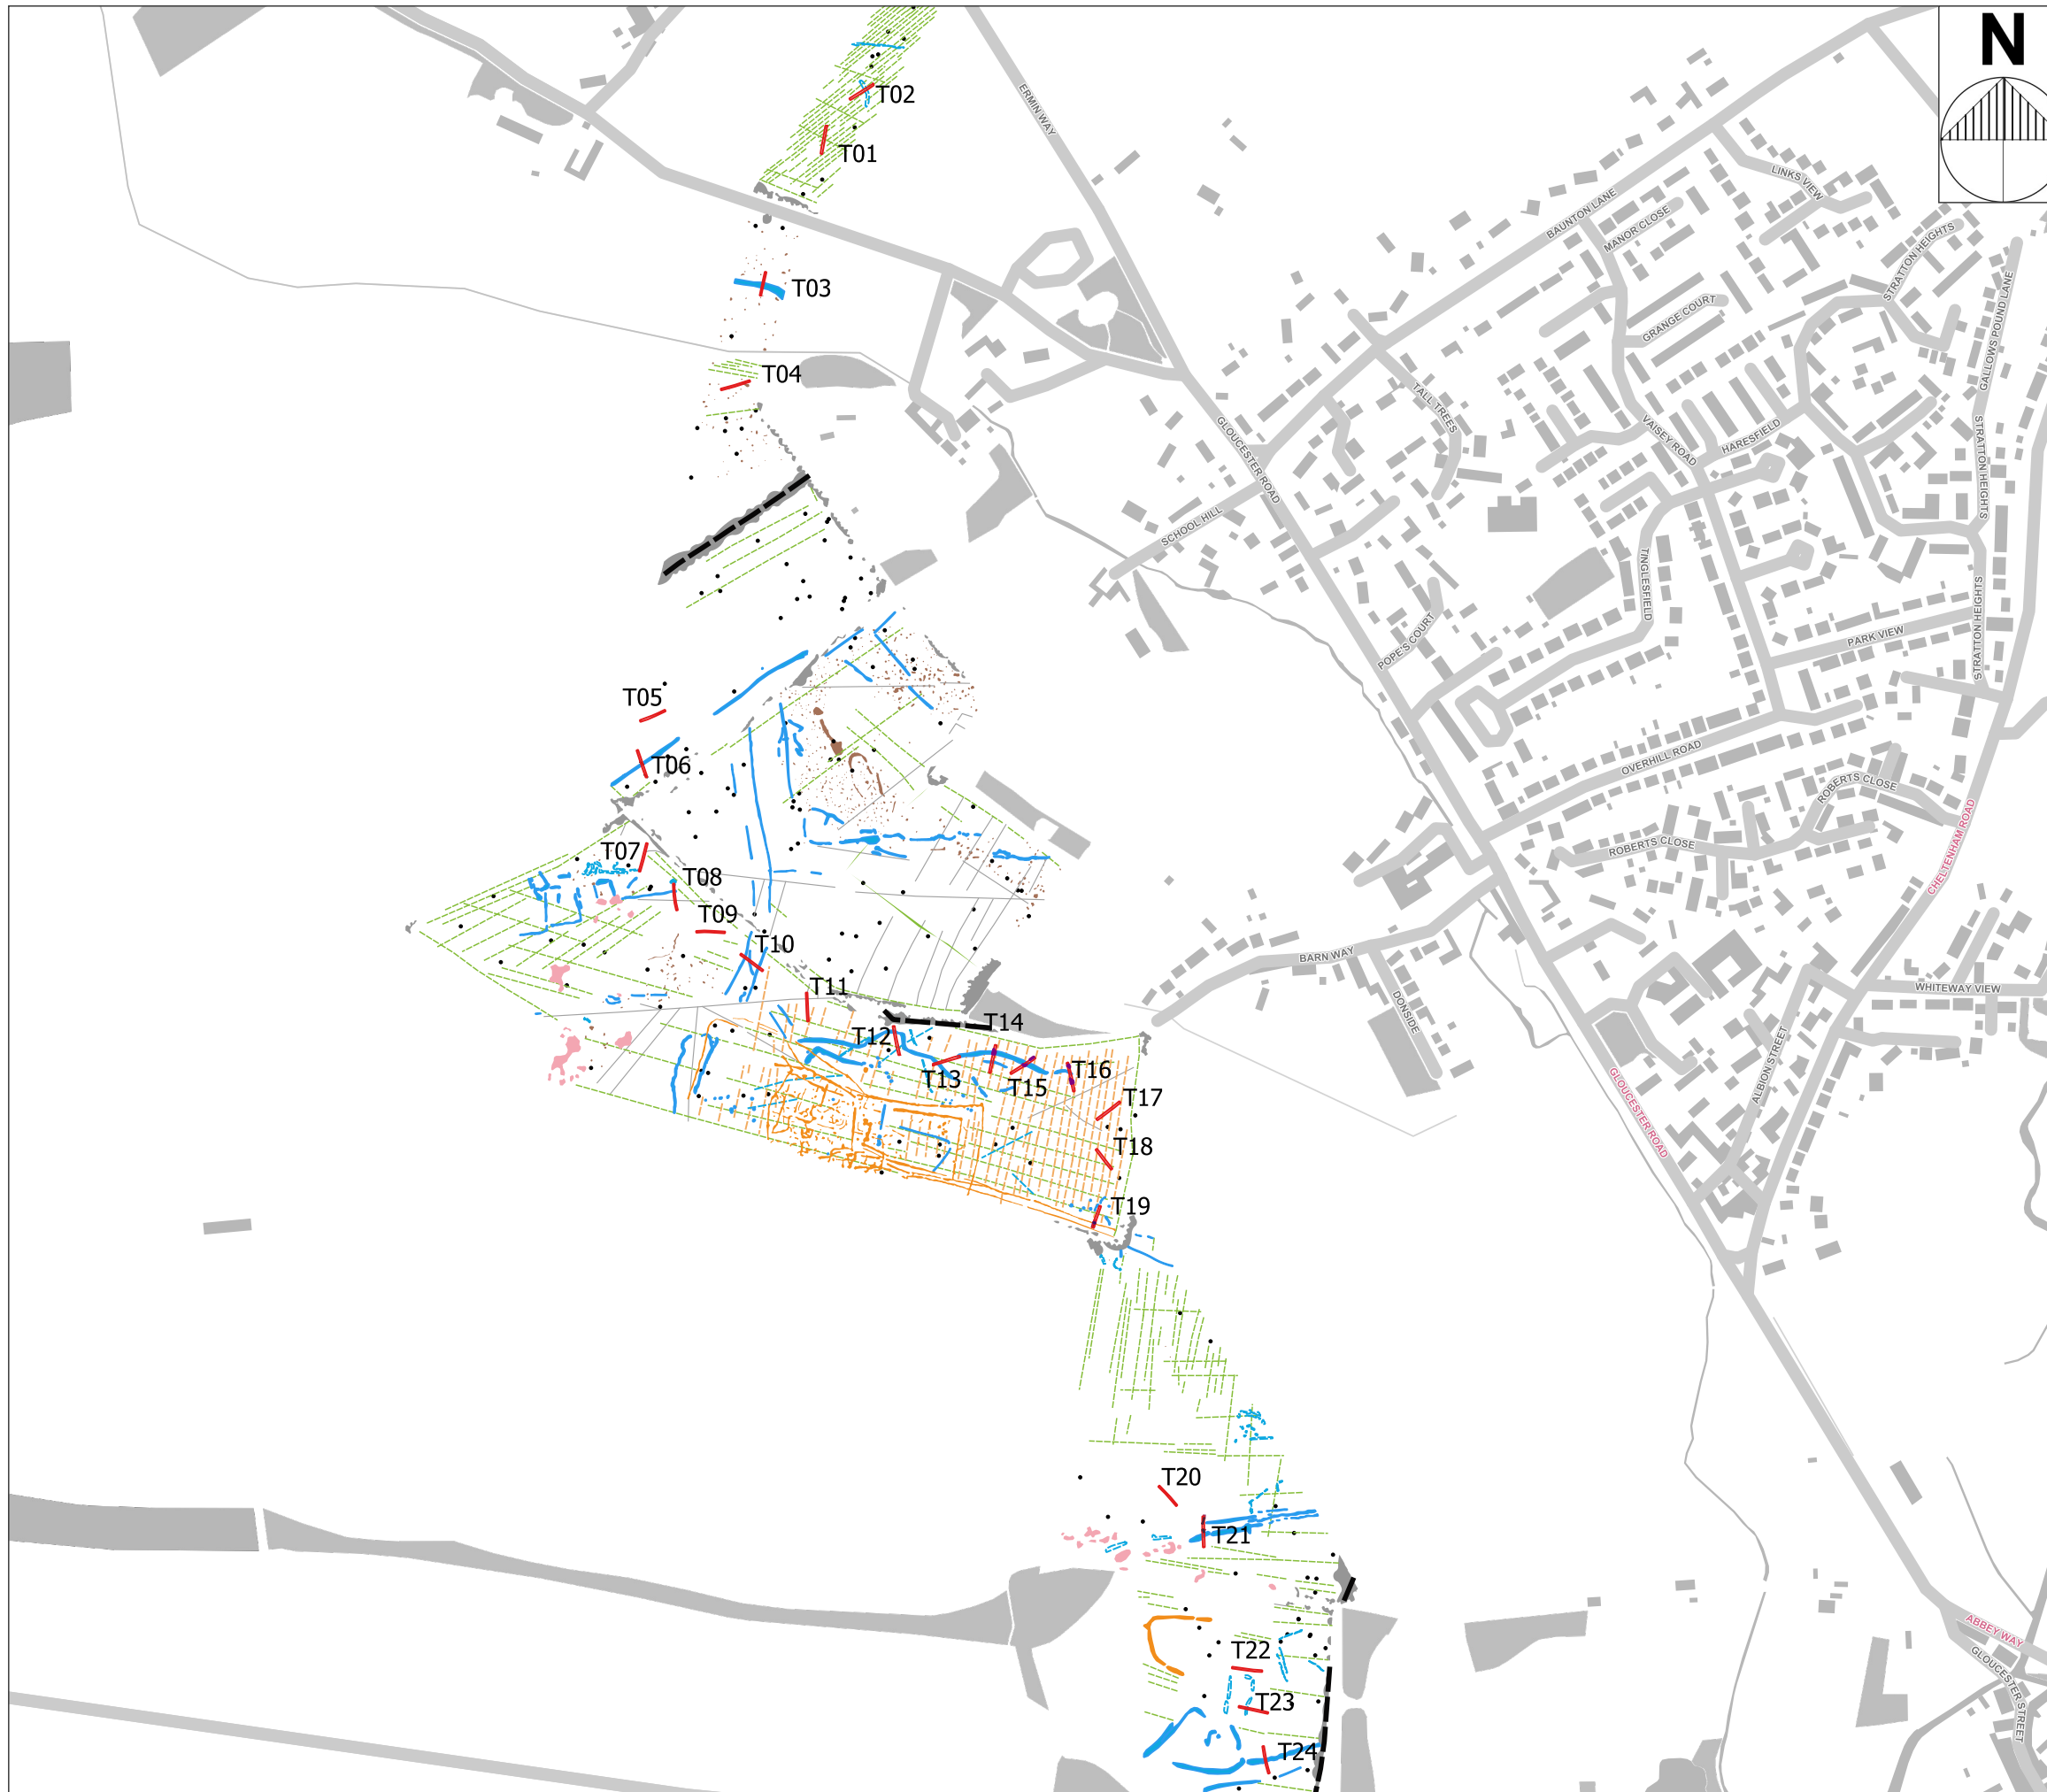 N
T02
ERMIN WAY
T01
LINKS VIEW
BAUNTON LANE
MANOR CLOSE
STRATTON HEIGHTS
T03
GRANGE COURT
GALLOWS POUND LANE
T04
TALL TREES
GLOUCESTER ROAD
VAISEY ROAD
HARESFIELD
STRATTON HEIGHTS
SCHOOL HILL
TINGLESFIELD
STRATTON HEIGHTS
POPE'S COURT
PARK VIEW
T05
T06
OVERHILL ROAD
ROBERTS CLOSE
CHELTENHAM ROAD
ROBERTS CLOSE
T07
T08
T09
T10
BARN WAY
T11
DONSIDE
WHITEWAY VIEW
T14
T12
ALBION STREET
T13
T15
T16
T17
GLOUCESTER ROAD
T18
T19
T20
T21
ABBEY WAY
T22
GLOUCESTER STREET
T23
T24